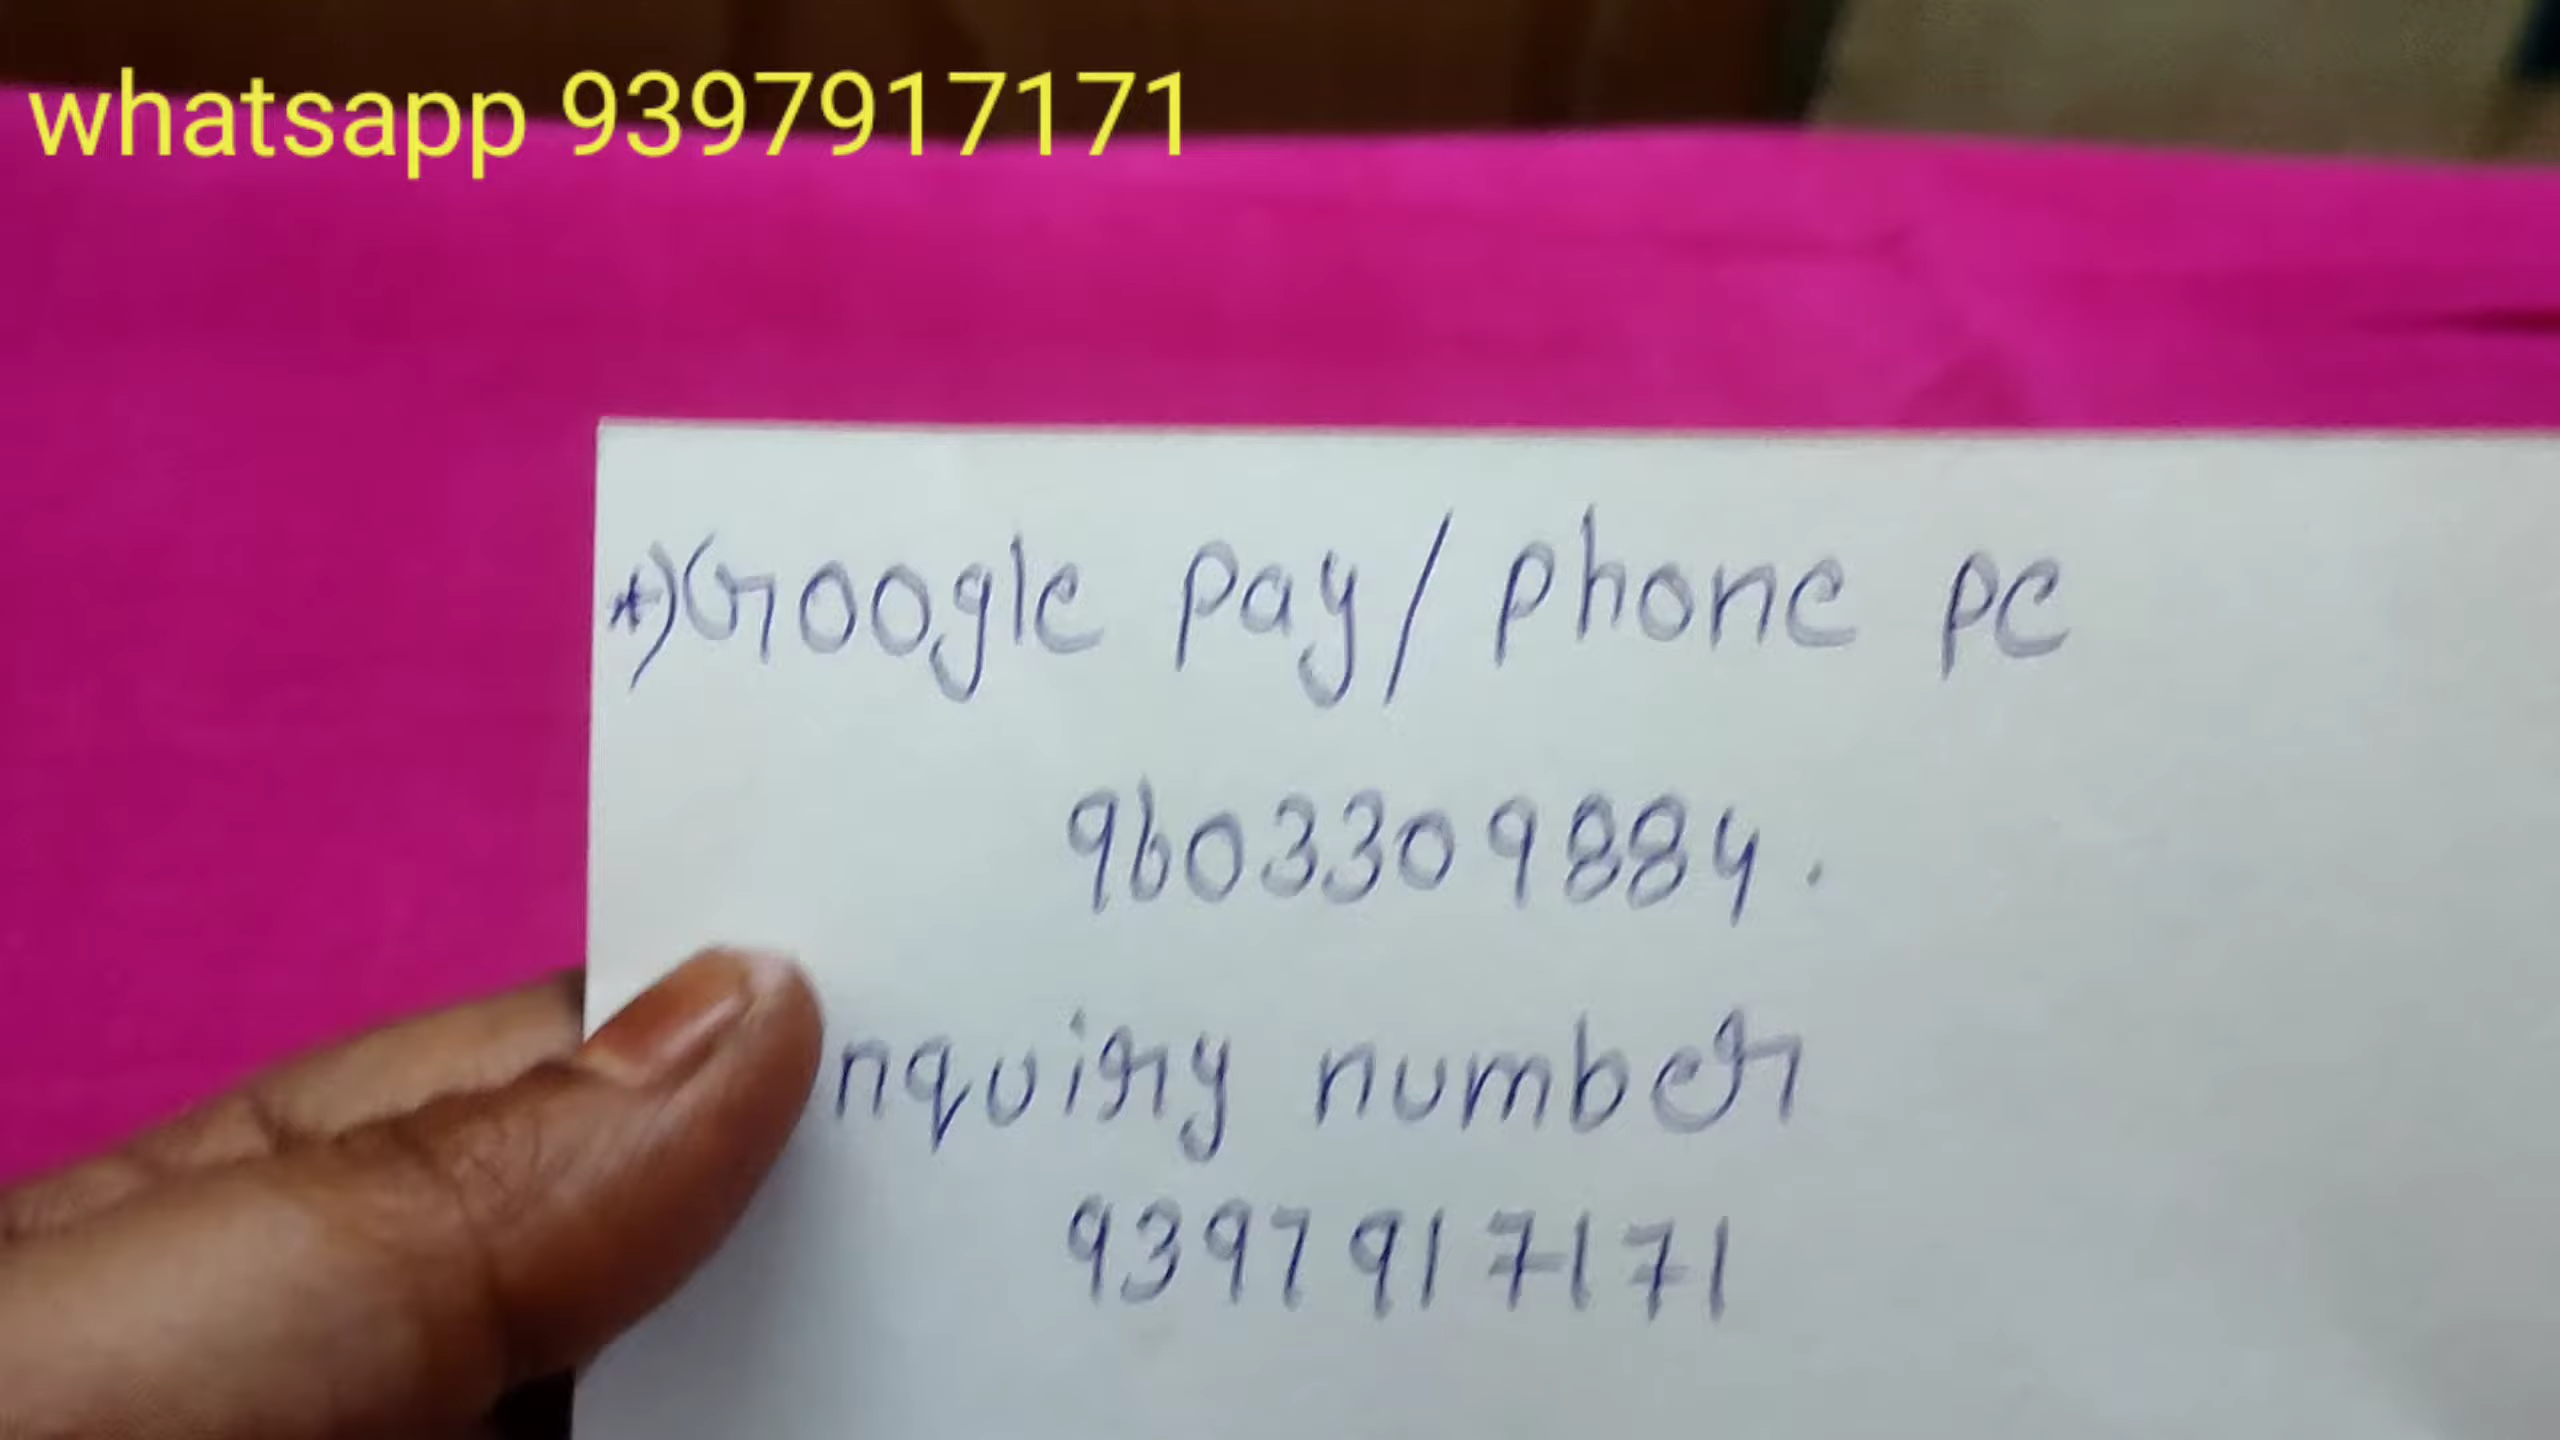 whatsapp 9397917171
*) Google pay / phone pe
9603309884.
nquiry number
9397917171